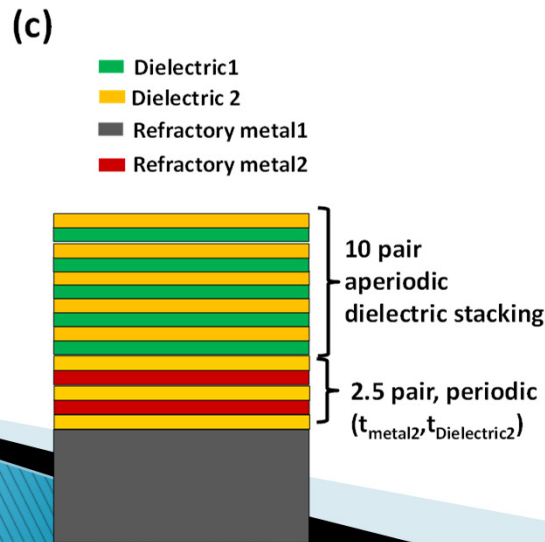 (c)
Dielectric1
Dielectric 2
Refractory metal1
Refractory metal2
10 pair
aperiodic
dielectric stacking
2.5 pair, periodic
(tmetal2,tDielectric2)